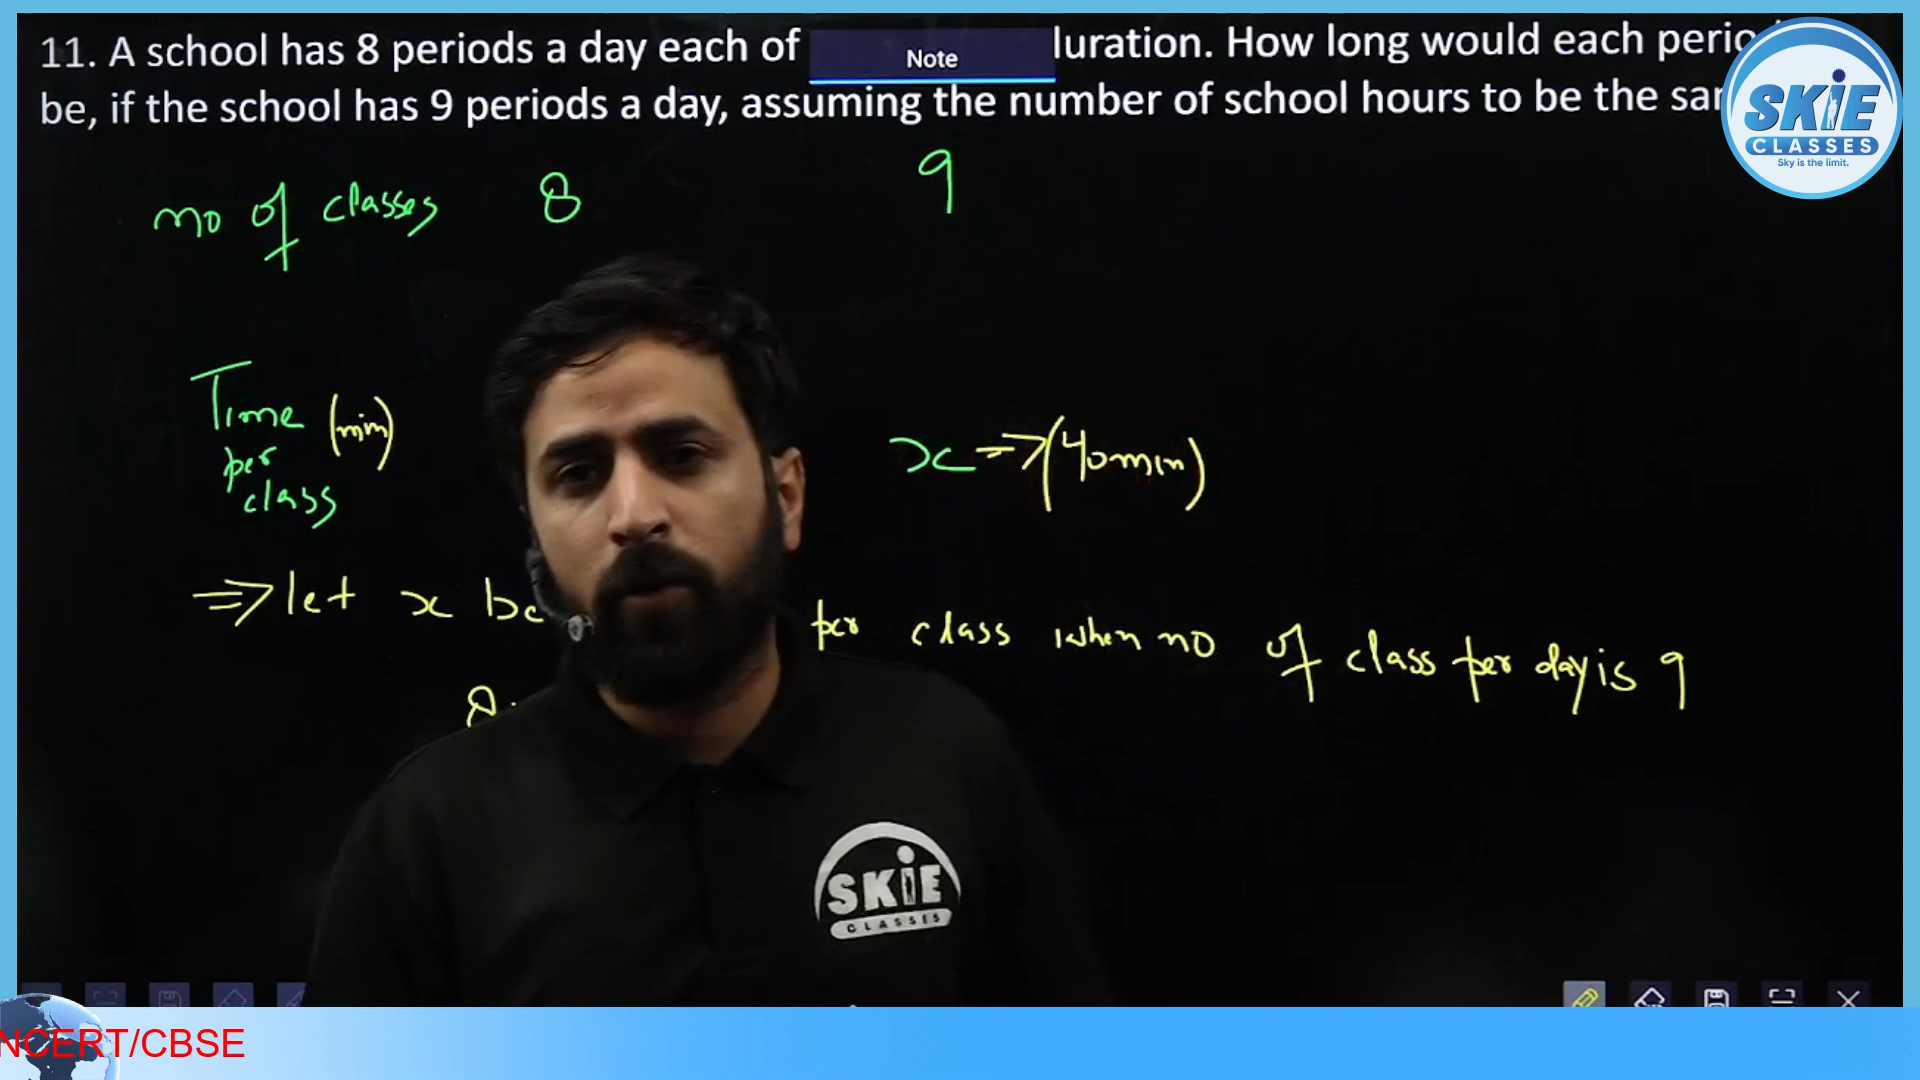 11. A school has 8 periods a day each of Note luration. How long would each perio
be, if the school has 9 periods a day, assuming the number of school hours to be the sar
SKIE
CLASSES
Sky is the limit.
no of classes 8 9
Time (min)
per
class
x => (40min)
=> let x be per class when no of class per day is 9
SKIE
CLASSES
NCERT/CBSE